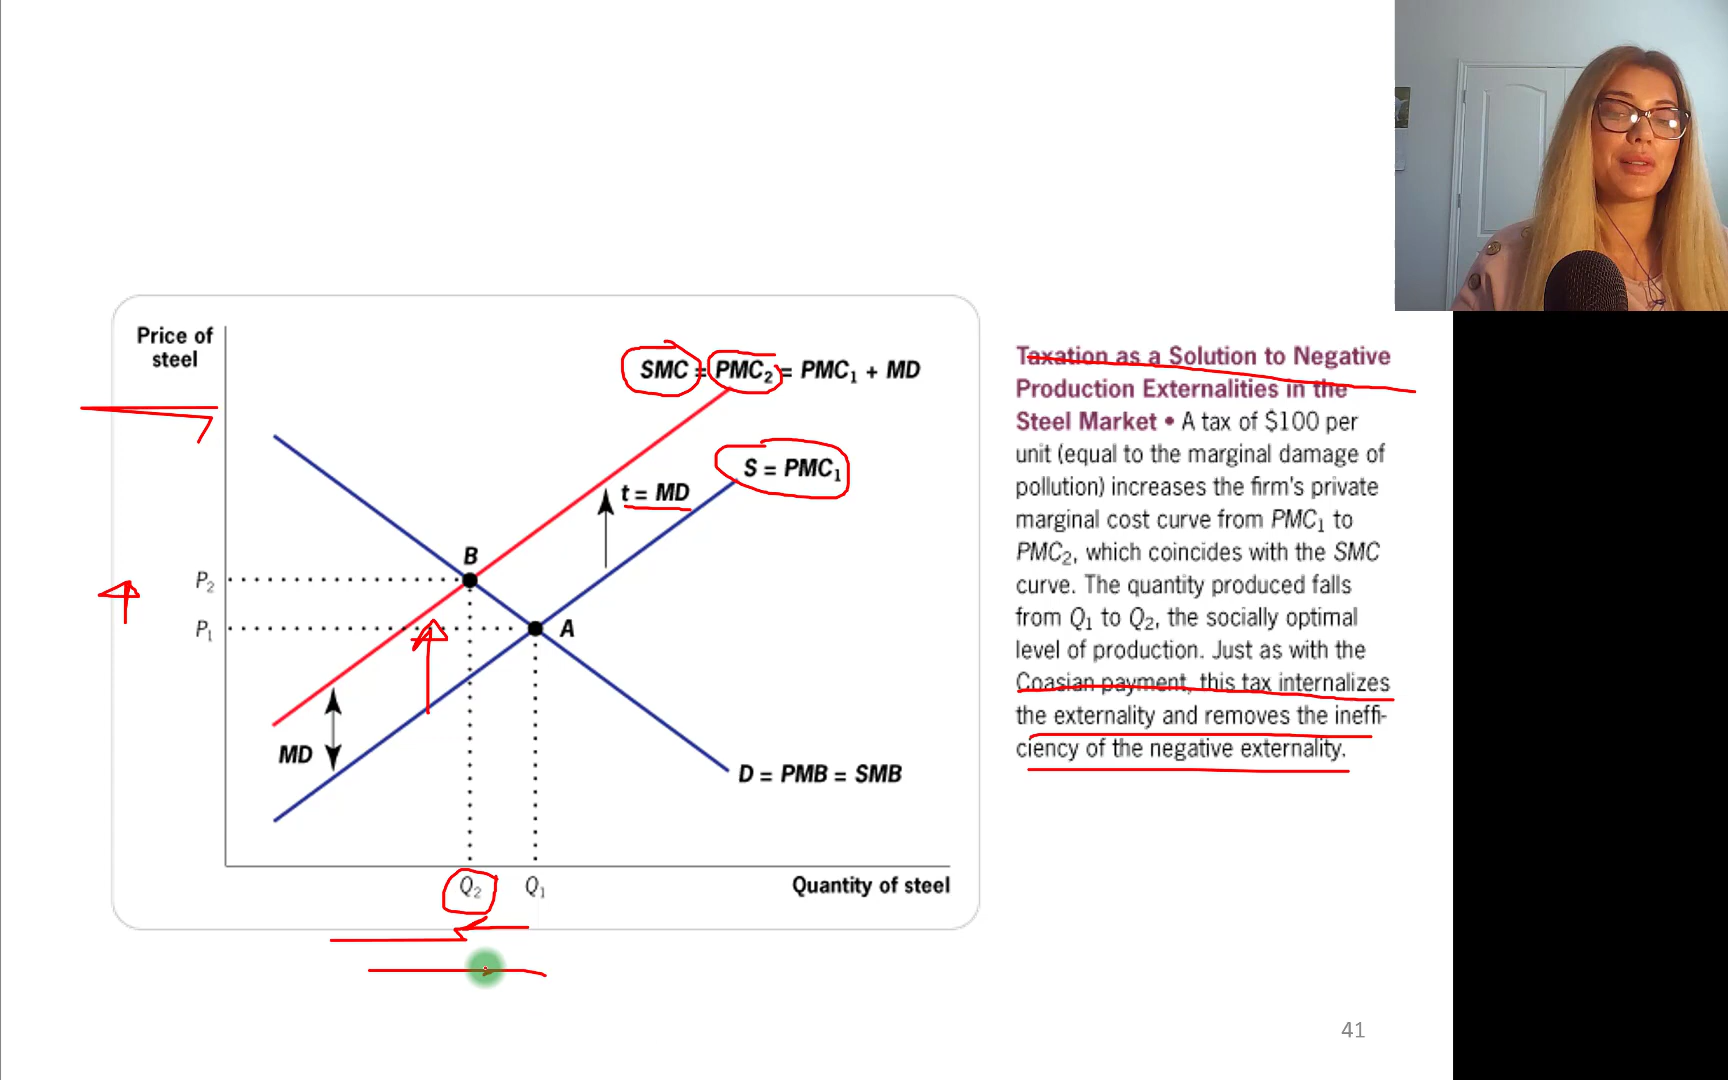 Price of
steel
SMC = PMC₂ = PMC₁ + MD
S = PMC₁
t = MD
B
P₂
P₁
A
MD
D = PMB = SMB
Q₂
Q₁
Quantity of steel
Taxation as a Solution to Negative
Production Externalities in the
Steel Market • A tax of $100 per
unit (equal to the marginal damage of
pollution) increases the firm's private
marginal cost curve from PMC₁ to
PMC₂, which coincides with the SMC
curve. The quantity produced falls
from Q₁ to Q₂, the socially optimal
level of production. Just as with the
Coasian payment, this tax internalizes
the externality and removes the ineffi-
ciency of the negative externality.
41